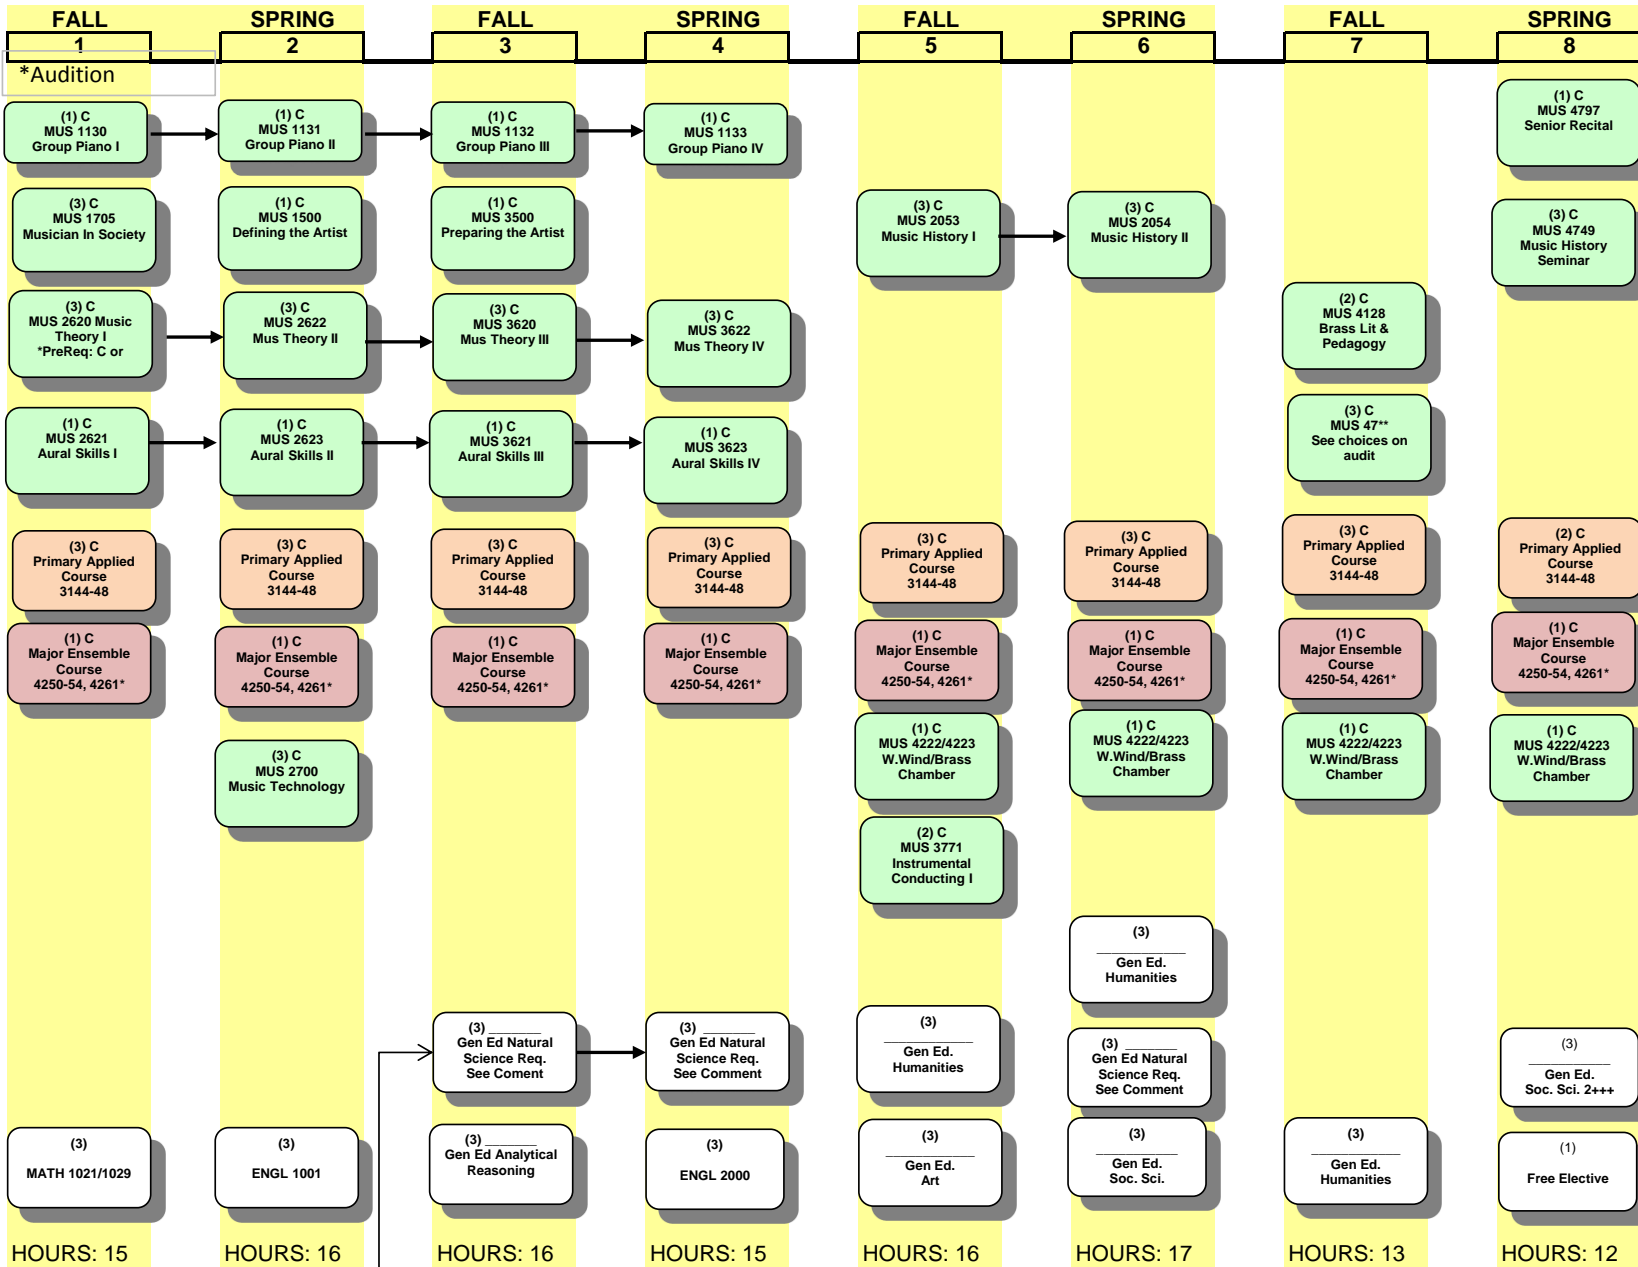 FALL
SPRING
FALL
SPRING
FALL
SPRING
FALL
SPRING
1
2
3
4
5
6
7
8
*Audition
(1) C
MUS 1130
Group Piano I
(1) C
MUS 1131
Group Piano II
(1) C
MUS 1132
Group Piano III
(1) C
MUS 1133
Group Piano IV
(1) C
MUS 4797
Senior Recital
(3) C
MUS 1705
Musician In Society
(1) C
MUS 1500
Defining the Artist
(1) C
MUS 3500
Preparing the Artist
(3) C
MUS 2053
Music History I
(3) C
MUS 2054
Music History II
(3) C
MUS 4749
Music History
Seminar
(3) C
MUS 2620 Music
Theory I
*PreReq: C or
(3) C
MUS 2622
Mus Theory II
(3) C
MUS 3620
Mus Theory III
(3) C
MUS 3622
Mus Theory IV
(2) C
MUS 4128
Brass Lit &
Pedagogy
(1) C
MUS 2621
Aural Skills I
(1) C
MUS 2623
Aural Skills II
(1) C
MUS 3621
Aural Skills III
(1) C
MUS 3623
Aural Skills IV
(3) C
MUS 47**
See choices on
audit
(3) C
Primary Applied
Course
3144-48
(3) C
Primary Applied
Course
3144-48
(3) C
Primary Applied
Course
3144-48
(3) C
Primary Applied
Course
3144-48
(3) C
Primary Applied
Course
3144-48
(3) C
Primary Applied
Course
3144-48
(3) C
Primary Applied
Course
3144-48
(2) C
Primary Applied
Course
3144-48
(1) C
Major Ensemble
Course
4250-54, 4261*
(1) C
Major Ensemble
Course
4250-54, 4261*
(1) C
Major Ensemble
Course
4250-54, 4261*
(1) C
Major Ensemble
Course
4250-54, 4261*
(1) C
Major Ensemble
Course
4250-54, 4261*
(1) C
Major Ensemble
Course
4250-54, 4261*
(1) C
Major Ensemble
Course
4250-54, 4261*
(1) C
Major Ensemble
Course
4250-54, 4261*
(3) C
MUS 2700
Music Technology
(1) C
MUS 4222/4223
W.Wind/Brass
Chamber
(1) C
MUS 4222/4223
W.Wind/Brass
Chamber
(1) C
MUS 4222/4223
W.Wind/Brass
Chamber
(1) C
MUS 4222/4223
W.Wind/Brass
Chamber
(2) C
MUS 3771
Instrumental
Conducting I
(3)
___________
Gen Ed.
Humanities
(3) _______
Gen Ed Natural
Science Req.
See Coment
(3) _______
Gen Ed Natural
Science Req.
See Comment
(3)
___________
Gen Ed.
Humanities
(3) _______
Gen Ed Natural
Science Req.
See Comment
(3)
__________
Gen Ed.
Soc. Sci. 2+++
(3)
MATH 1021/1029
(3)
ENGL 1001
(3) _______
Gen Ed Analytical
Reasoning
(3)
ENGL 2000
(3)
___________
Gen Ed.
Art
(3)
___________
Gen Ed.
Soc. Sci.
(3)
___________
Gen Ed.
Humanities
(1)
Free Elective
HOURS: 15
HOURS: 16
HOURS: 16
HOURS: 15
HOURS: 16
HOURS: 17
HOURS: 13
HOURS: 12